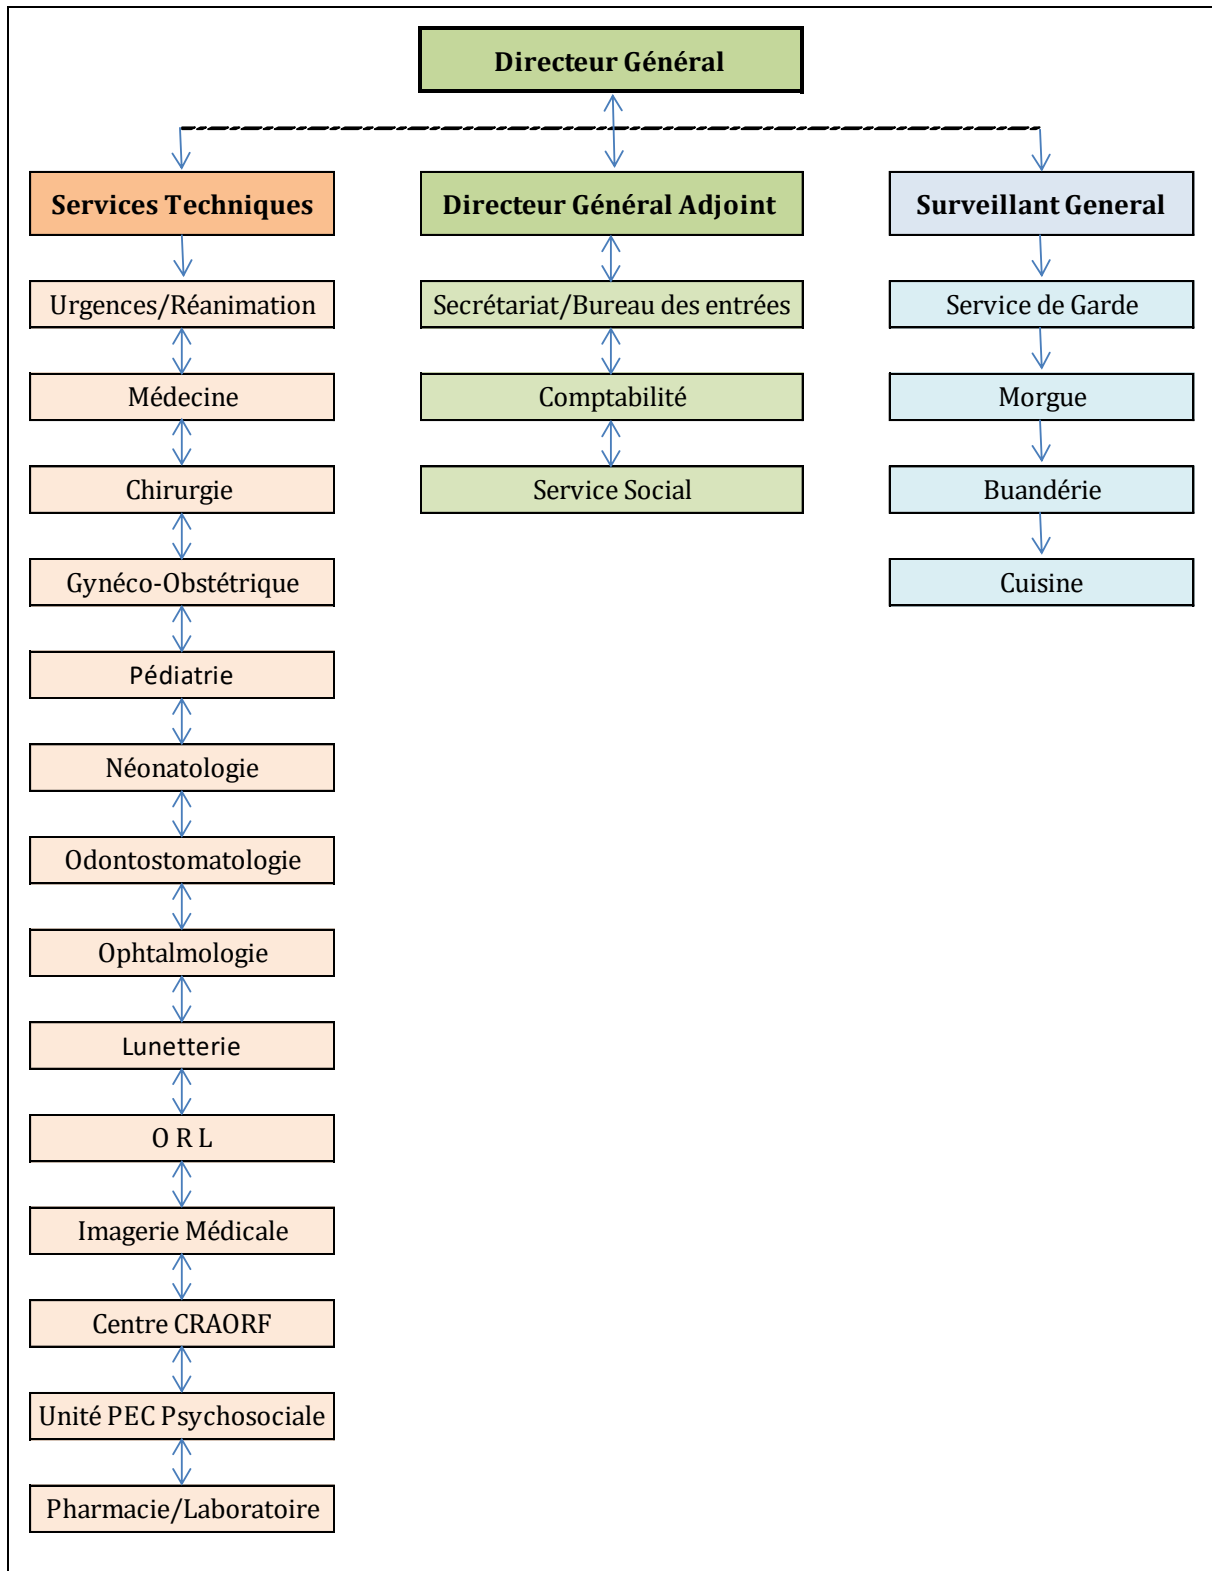 Directeur Général
Services Techniques
Directeur Général Adjoint
Surveillant General
Urgences/Réanimation
Secrétariat/Bureau des entrées
Service de Garde
Médecine
Comptabilité
Morgue
Chirurgie
Service Social
Buandérie
Gynéco-Obstétrique
Cuisine
Pédiatrie
Néonatologie
Odontostomatologie
Ophtalmologie
Lunetterie
O R L
Imagerie Médicale
Centre CRAORF
Unité PEC Psychosociale
Pharmacie/Laboratoire